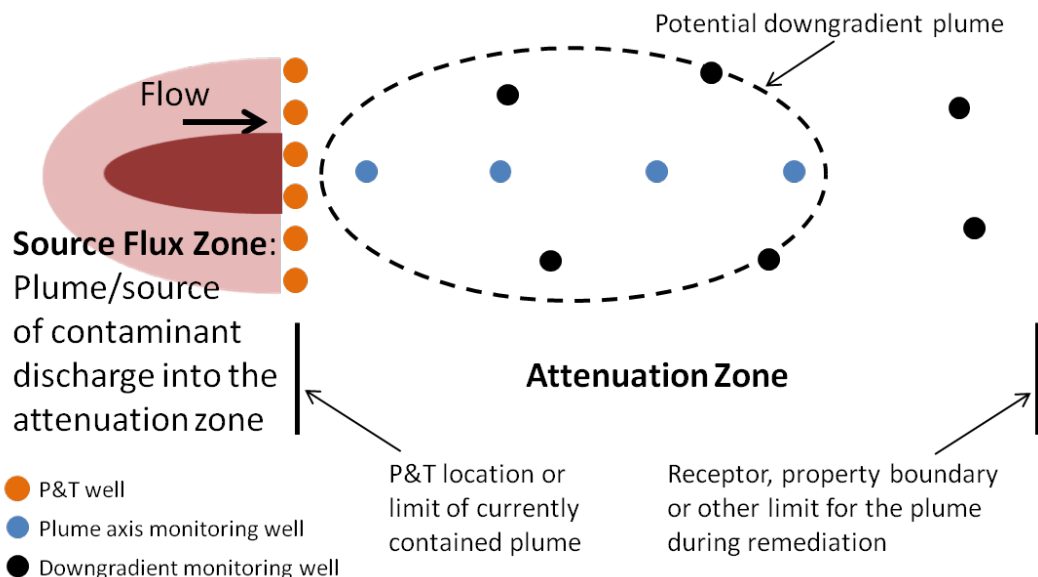 Potential downgradient plume
Flow
Source Flux Zone:
Plume/source
of contaminant
discharge into the
attenuation zone
Attenuation Zone
P&T location or
limit of currently
contained plume
Receptor, property boundary
or other limit for the plume
during remediation
P&T well
Plume axis monitoring well
Downgradient monitoring well